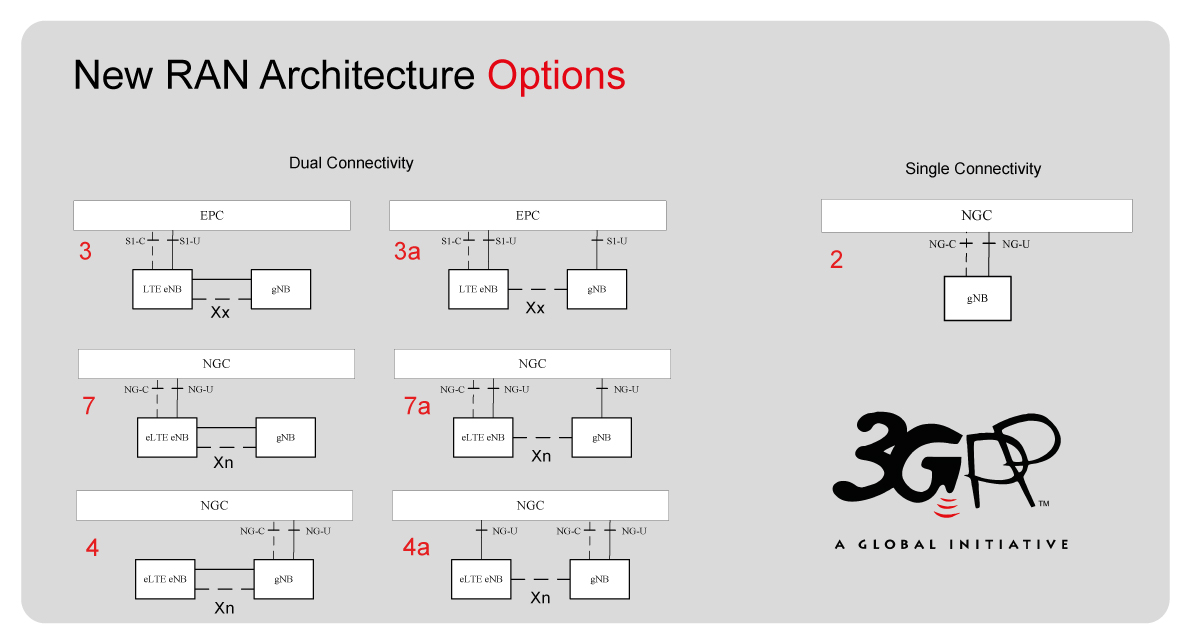 New RAN Architecture Options
Dual Connectivity
Single Connectivity
EPC
3
S1-C
S1-U
LTE eNB
gNB
Xx
EPC
3a
S1-C
S1-U
S1-U
LTE eNB
gNB
Xx
NGC
2
NG-C
NG-U
gNB
NGC
7
NG-C
NG-U
eLTE eNB
gNB
Xn
NGC
7a
NG-C
NG-U
NG-U
eLTE eNB
gNB
Xn
NGC
4
NG-C
NG-U
eLTE eNB
gNB
Xn
NGC
4a
NG-U
NG-C
NG-U
eLTE eNB
gNB
Xn
3GPP TM
A GLOBAL INITIATIVE